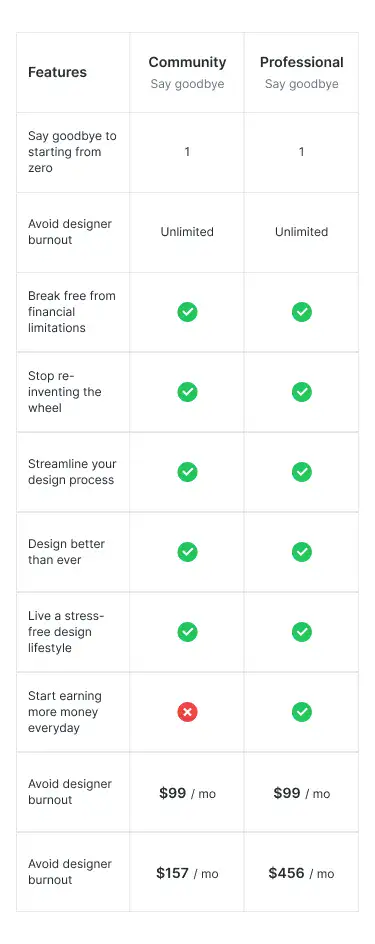 Features
Community
Say goodbye
Professional
Say goodbye
Say goodbye to
starting from
zero
1
1
Avoid designer
burnout
Unlimited
Unlimited
Break free from
financial
limitations
Stop re-
inventing the
wheel
Streamline your
design process
Design better
than ever
Live a stress-
free design
lifestyle
Start earning
more money
everyday
Avoid designer
burnout
$99 / mo
$99 / mo
Avoid designer
burnout
$157 / mo
$456 / mo